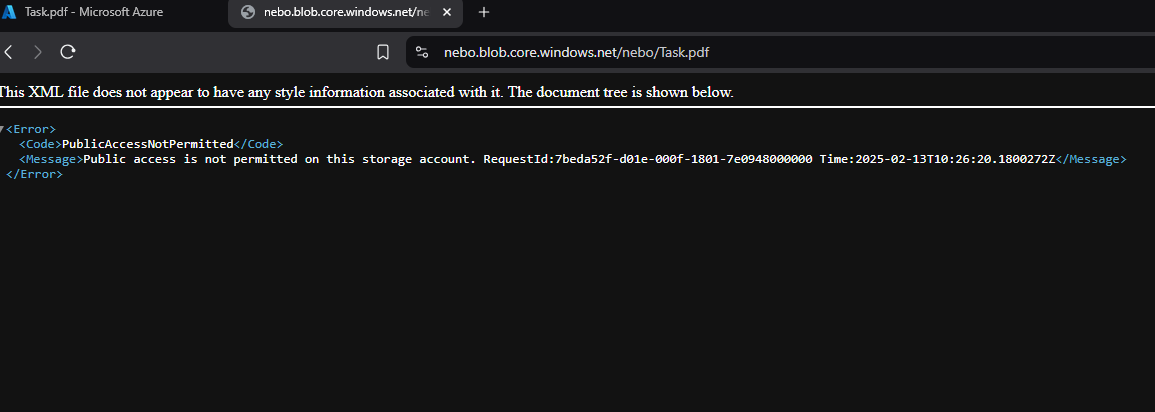 Task.pdf - Microsoft Azure
nebo.blob.core.windows.net/ne
nebo.blob.core.windows.net/nebo/Task.pdf
This XML file does not appear to have any style information associated with it. The document tree is shown below.
<Error>
<Code>PublicAccessNotPermitted</Code>
<Message>Public access is not permitted on this storage account. RequestId:7beda52f-d01e-000f-1801-7e0948000000 Time:2025-02-13T10:26:20.1800272Z</Message>
</Error>